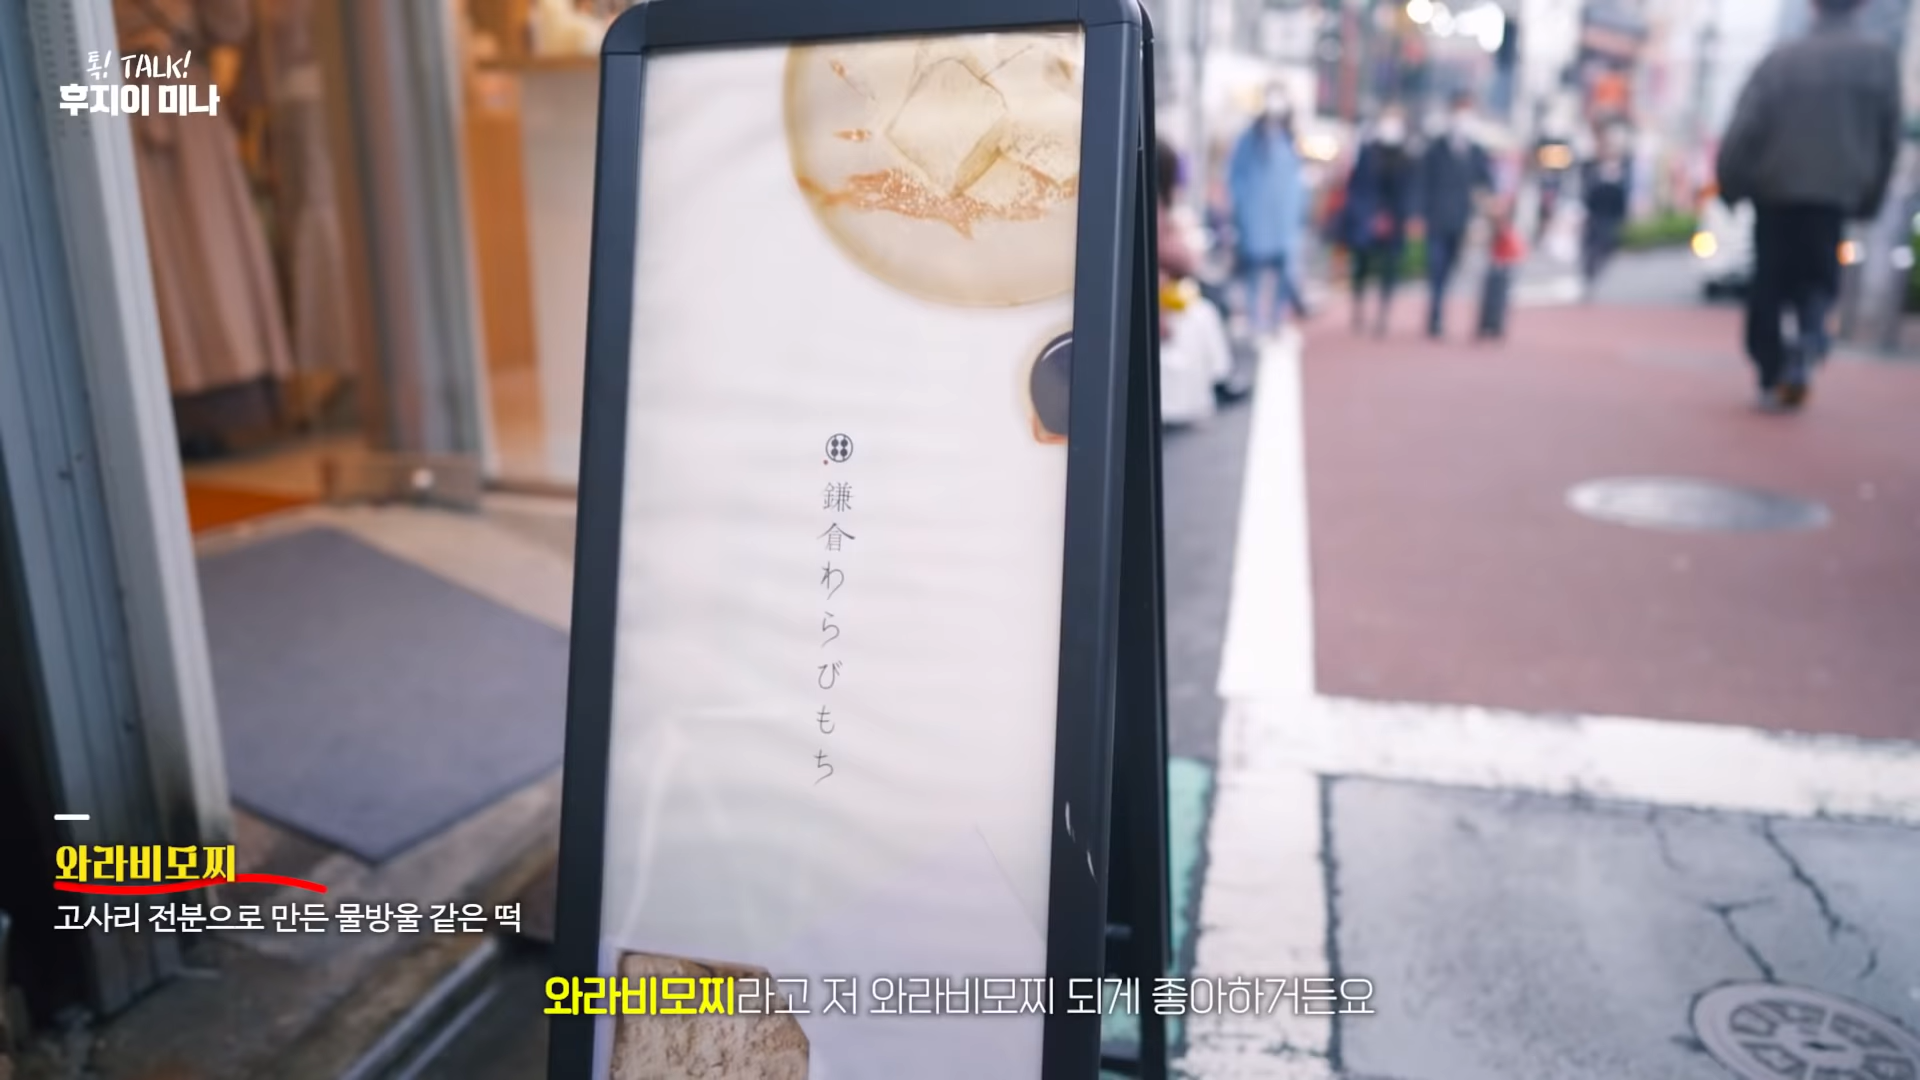 톡! TALK!
후지이 미나
鎌倉わらびもち
와라비모찌
고사리 전분으로 만든 물방울 같은 떡
와라비모찌라고 저 와라비모찌 되게 좋아하거든요